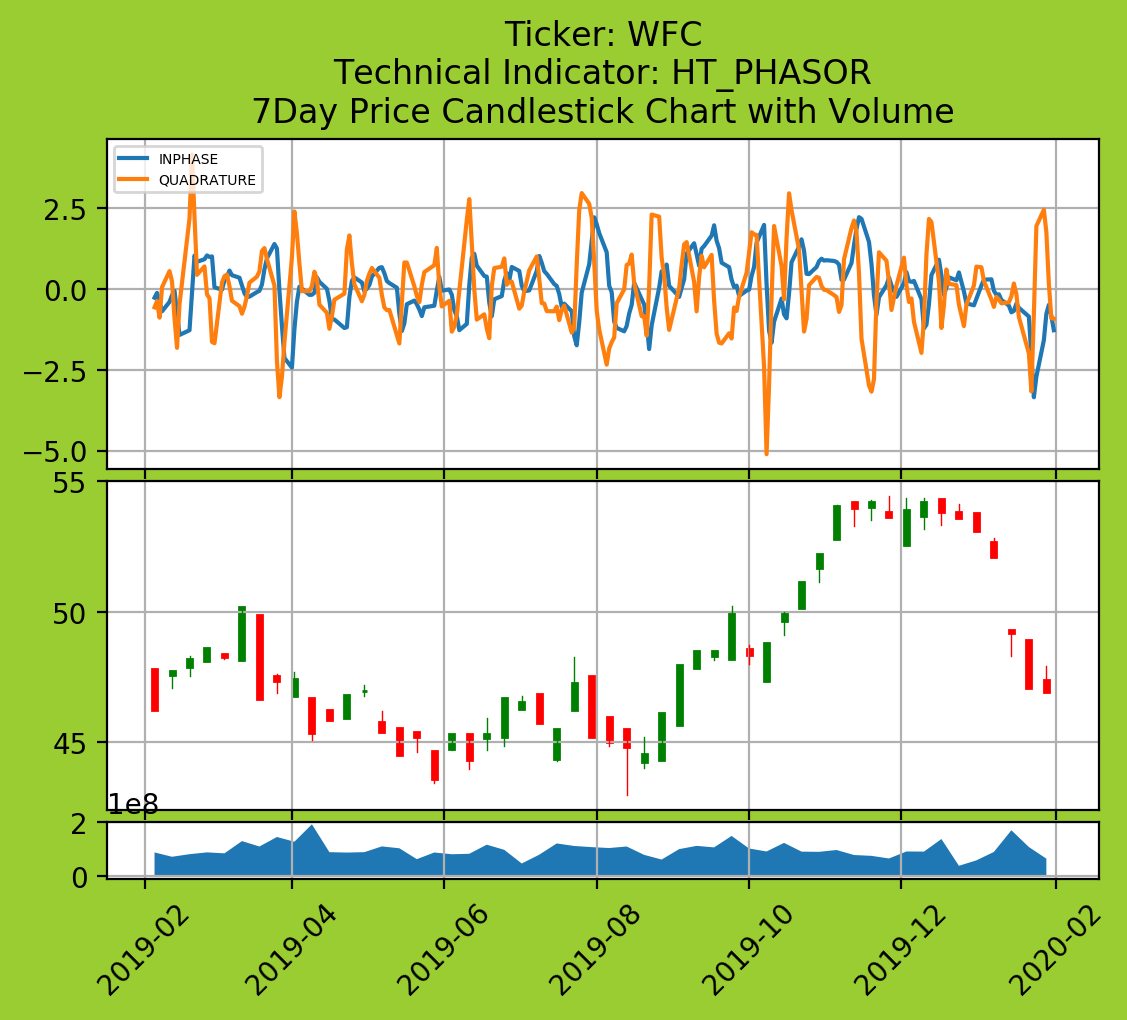 Ticker: WFC
Technical Indicator: HT_PHASOR
7Day Price Candlestick Chart with Volume
INPHASE
QUADRATURE
2.5
0.0
−2.5
−5.0
55
50
45
1e8
2
0
2019-02
2019-04
2019-06
2019-08
2019-10
2019-12
2020-02